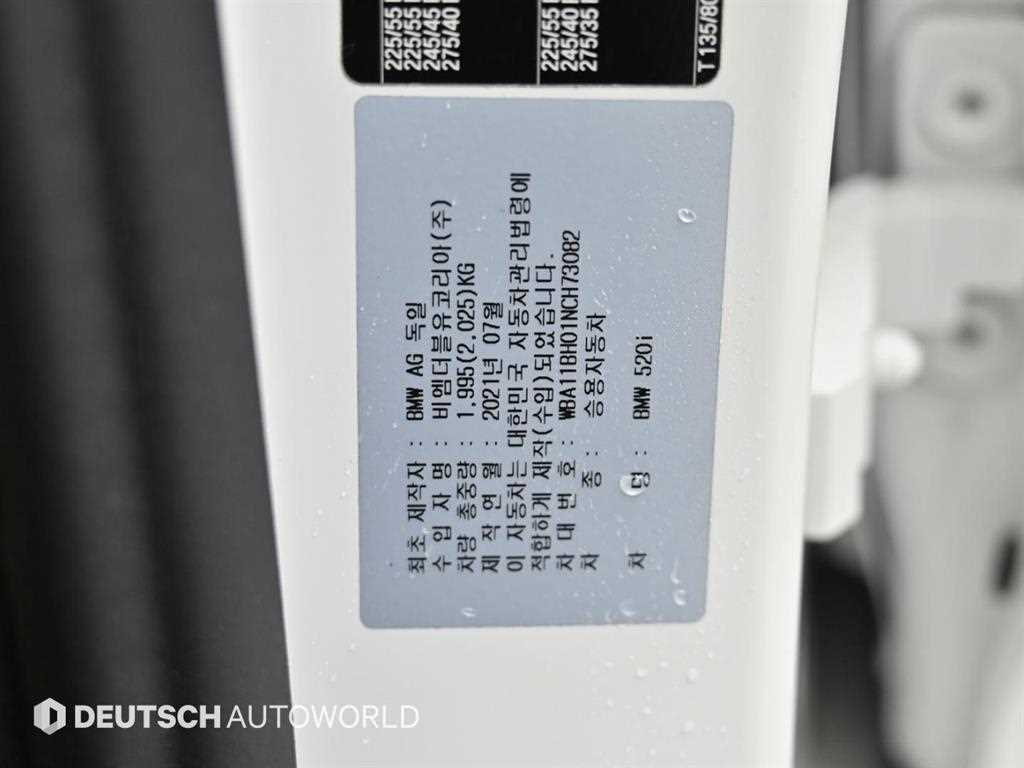 225/55
225/55
245/45
275/40
225/55
245/40
275/35
T 135/80
최초 제작자 : BMW AG 독일
수 입 자 명 : 비엠더블유코리아(주)
차량 총중량 : 1,995(2,025)KG
제 작 연 월 : 2021년 07월
이 자동차는 대한민국 자동차관리법령에
적합하게 제작(수입)되었습니다.
차 대 번 호 : WBA11BH01NCH73082
차 종 : 승용자동차
차 명 : BMW 520i
DEUTSCH AUTOWORLD